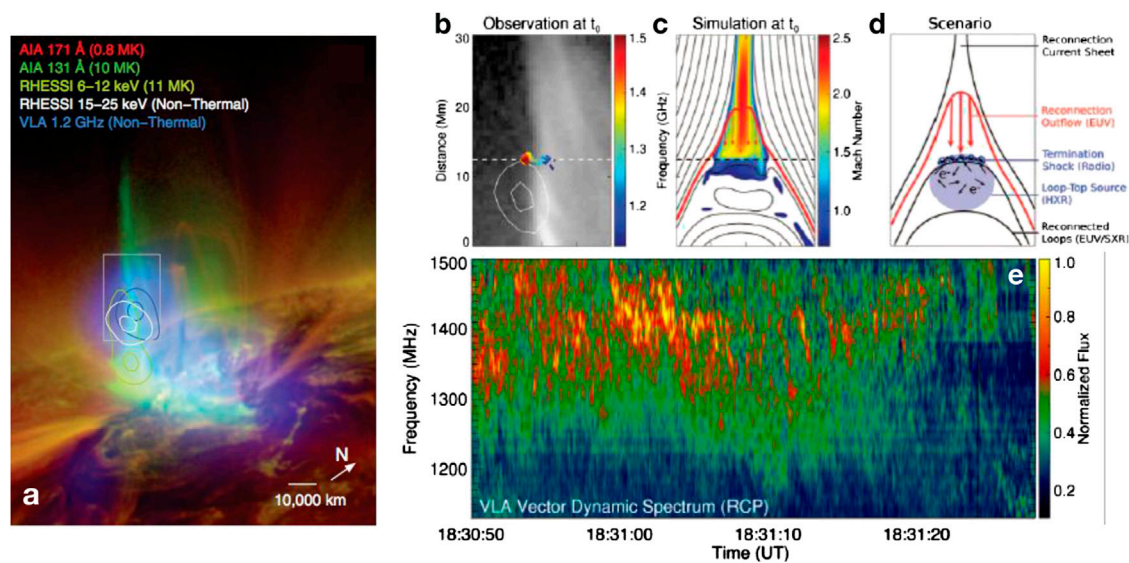 AIA 171 Å (0.8 MK)
AIA 131 Å (10 MK)
RHESSI 6–12 keV (11 MK)
RHESSI 15–25 keV (Non-Thermal)
VLA 1.2 GHz (Non-Thermal)
N
10,000 km
a
b
Observation at t0
30
20
10
0
Distance (Mm)
1.5
1.4
1.3
1.2
Frequency (GHz)
c
Simulation at t0
2.5
2.0
1.5
1.0
Mach Number
d
Scenario
Reconnection
Current Sheet
Reconnection
Outflow (EUV)
Termination
Shock (Radio)
Loop-Top Source
(HXR)
Reconnected
Loops (EUV/SXR)
e-
e-
e
1500
1400
1300
1200
Frequency (MHz)
VLA Vector Dynamic Spectrum (RCP)
18:30:50
18:31:00
18:31:10
18:31:20
Time (UT)
1.0
0.8
0.6
0.4
0.2
Normalized Flux